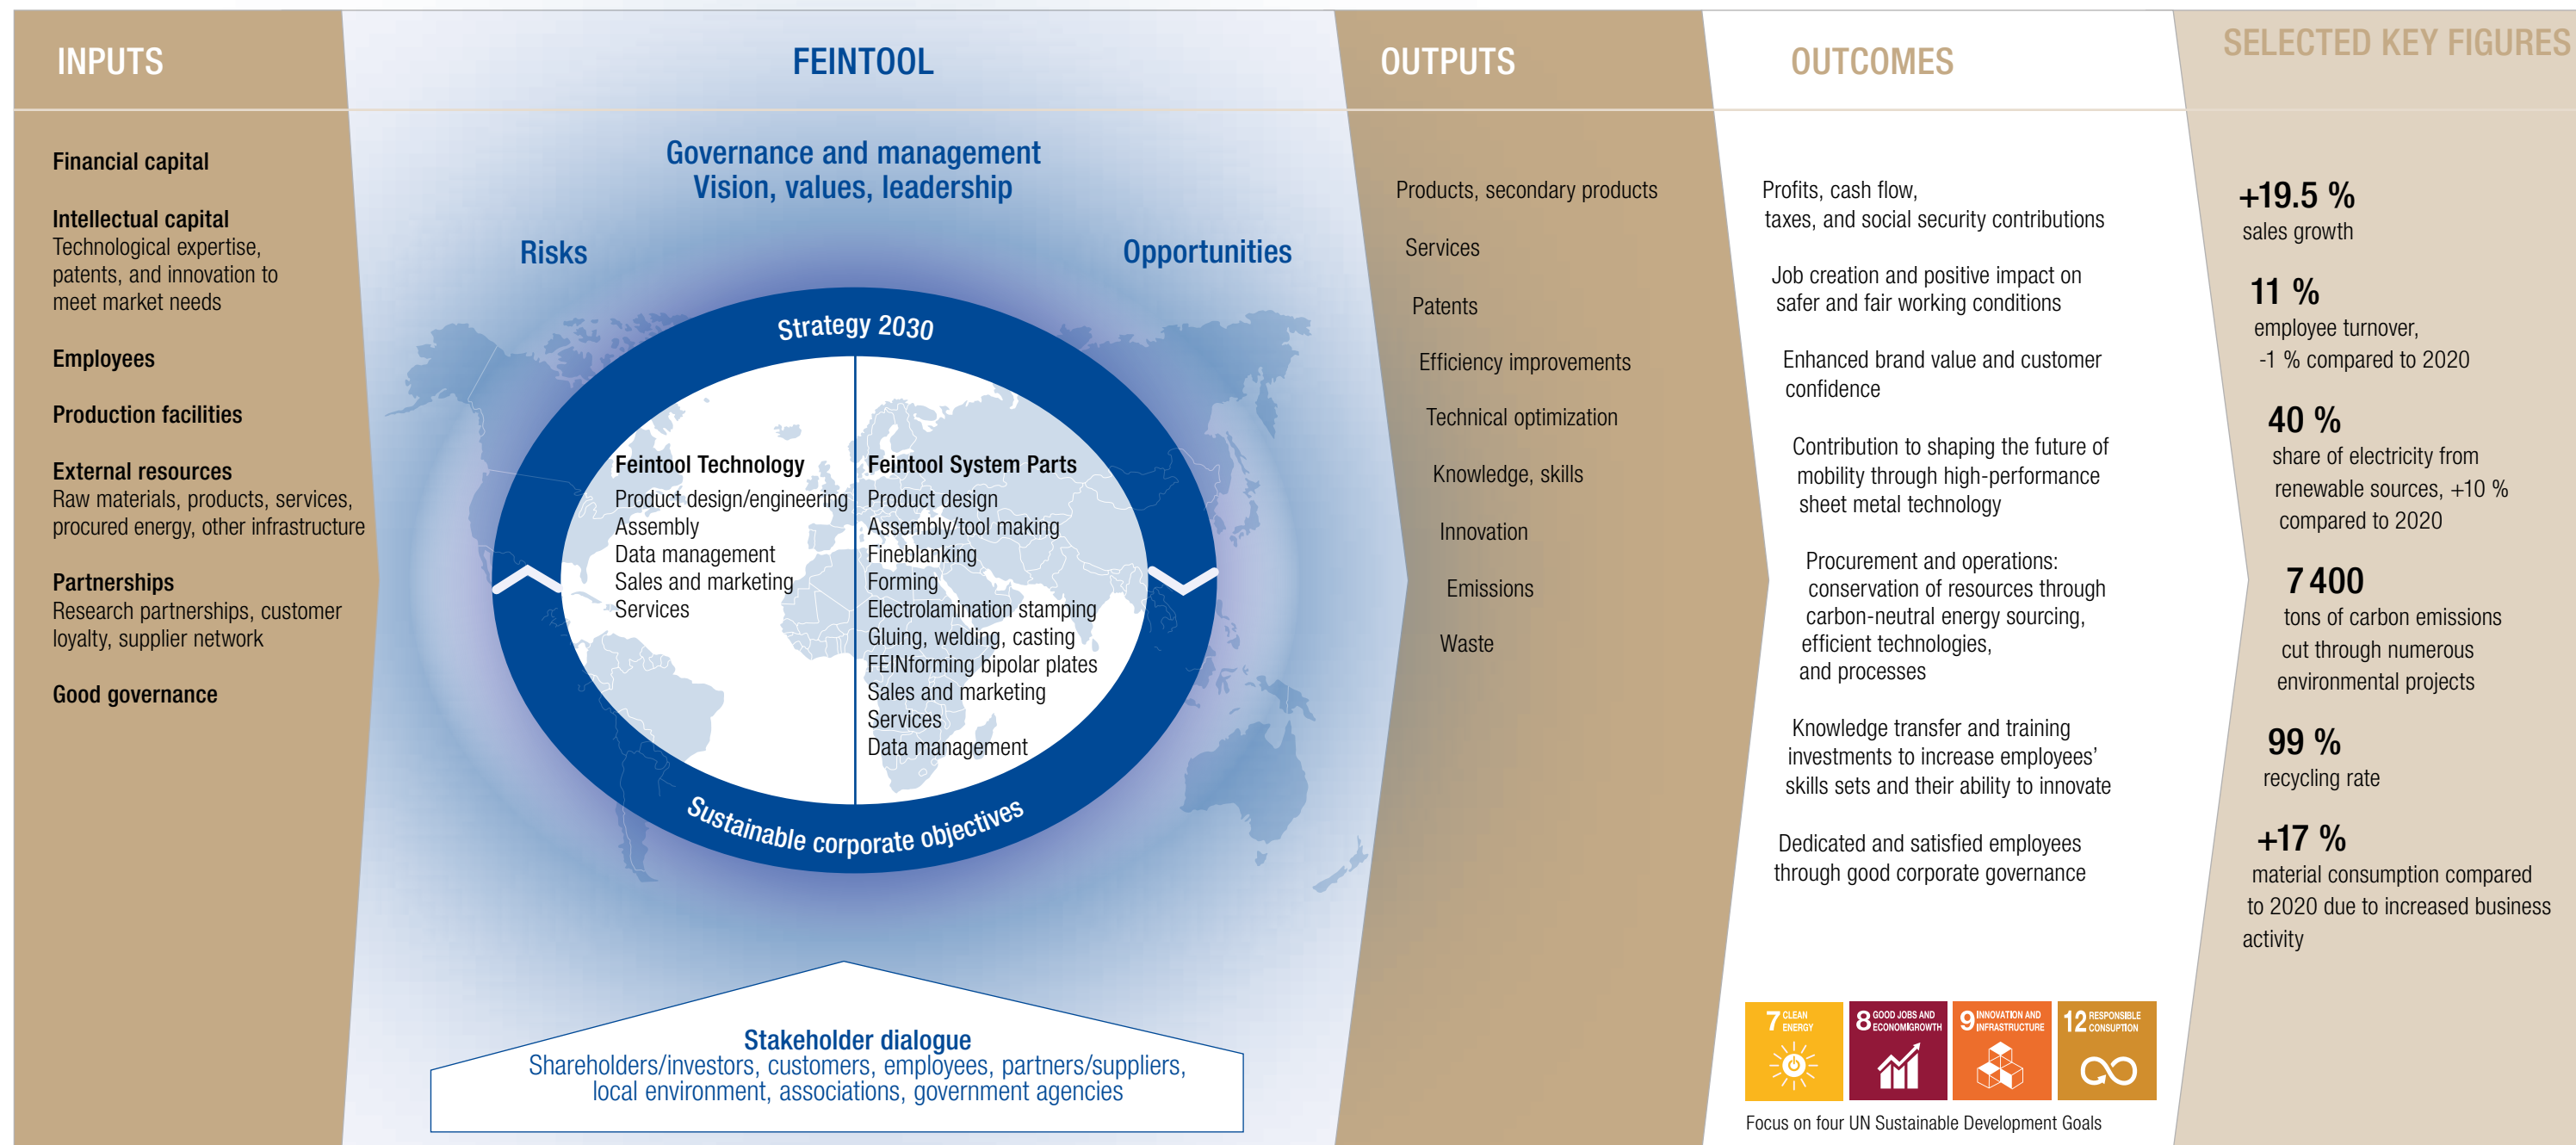 INPUTS
Financial capital
Intellectual capital
Technological expertise,
patents, and innovation to
meet market needs
Employees
Production facilities
External resources
Raw materials, products, services,
procured energy, other infrastructure
Partnerships
Research partnerships, customer
loyalty, supplier network
Good governance
FEINTOOL
Governance and management
Vision, values, leadership
Risks
Opportunities
Strategy 2030
Feintool Technology
Product design/engineering
Assembly
Data management
Sales and marketing
Services
Feintool System Parts
Product design
Assembly/tool making
Fineblanking
Forming
Electrolamination stamping
Gluing, welding, casting
FEINforming bipolar plates
Sales and marketing
Services
Data management
Sustainable corporate objectives
Stakeholder dialogue
Shareholders/investors, customers, employees, partners/suppliers,
local environment, associations, government agencies
OUTPUTS
Products, secondary products
Services
Patents
Efficiency improvements
Technical optimization
Knowledge, skills
Innovation
Emissions
Waste
OUTCOMES
Profits, cash flow,
taxes, and social security contributions
Job creation and positive impact on
safer and fair working conditions
Enhanced brand value and customer
confidence
Contribution to shaping the future of
mobility through high-performance
sheet metal technology
Procurement and operations:
conservation of resources through
carbon-neutral energy sourcing,
efficient technologies,
and processes
Knowledge transfer and training
investments to increase employees’
skills sets and their ability to innovate
Dedicated and satisfied employees
through good corporate governance
7 CLEAN
ENERGY
8 GOOD JOBS AND
ECONOMIGROWTH
9 INNOVATION AND
INFRASTRUCTURE
12 RESPONSIBLE
CONSUPTION
Focus on four UN Sustainable Development Goals
SELECTED KEY FIGURES
+19.5 %
sales growth
11 %
employee turnover,
-1 % compared to 2020
40 %
share of electricity from
renewable sources, +10 %
compared to 2020
7 400
tons of carbon emissions
cut through numerous
environmental projects
99 %
recycling rate
+17 %
material consumption compared
to 2020 due to increased business
activity